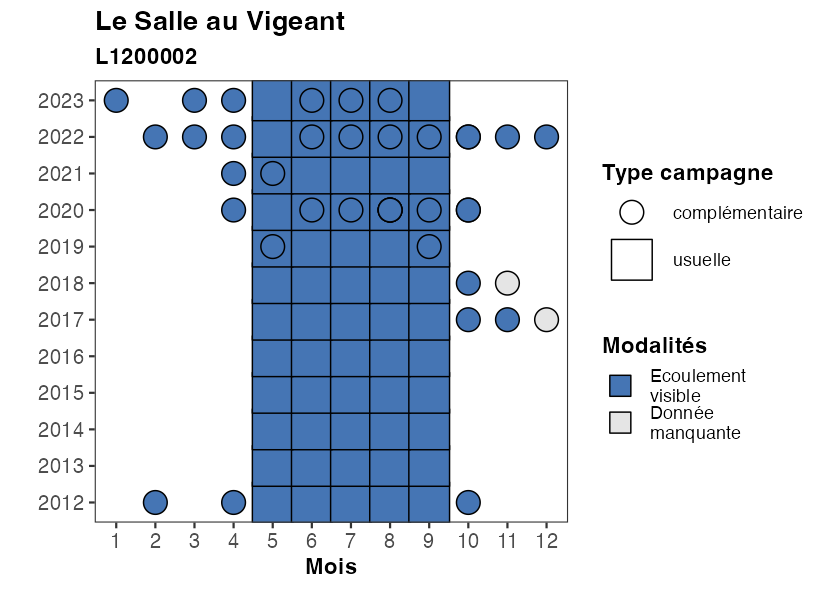 Le Salle au Vigeant
L1200002
2023
2022
2021
2020
2019
2018
2017
2016
2015
2014
2013
2012
1 2 3 4 5 6 7 8 9 10 11 12
Mois
Type campagne
complémentaire
usuelle
Modalités
Ecoulement
visible
Donnée
manquante